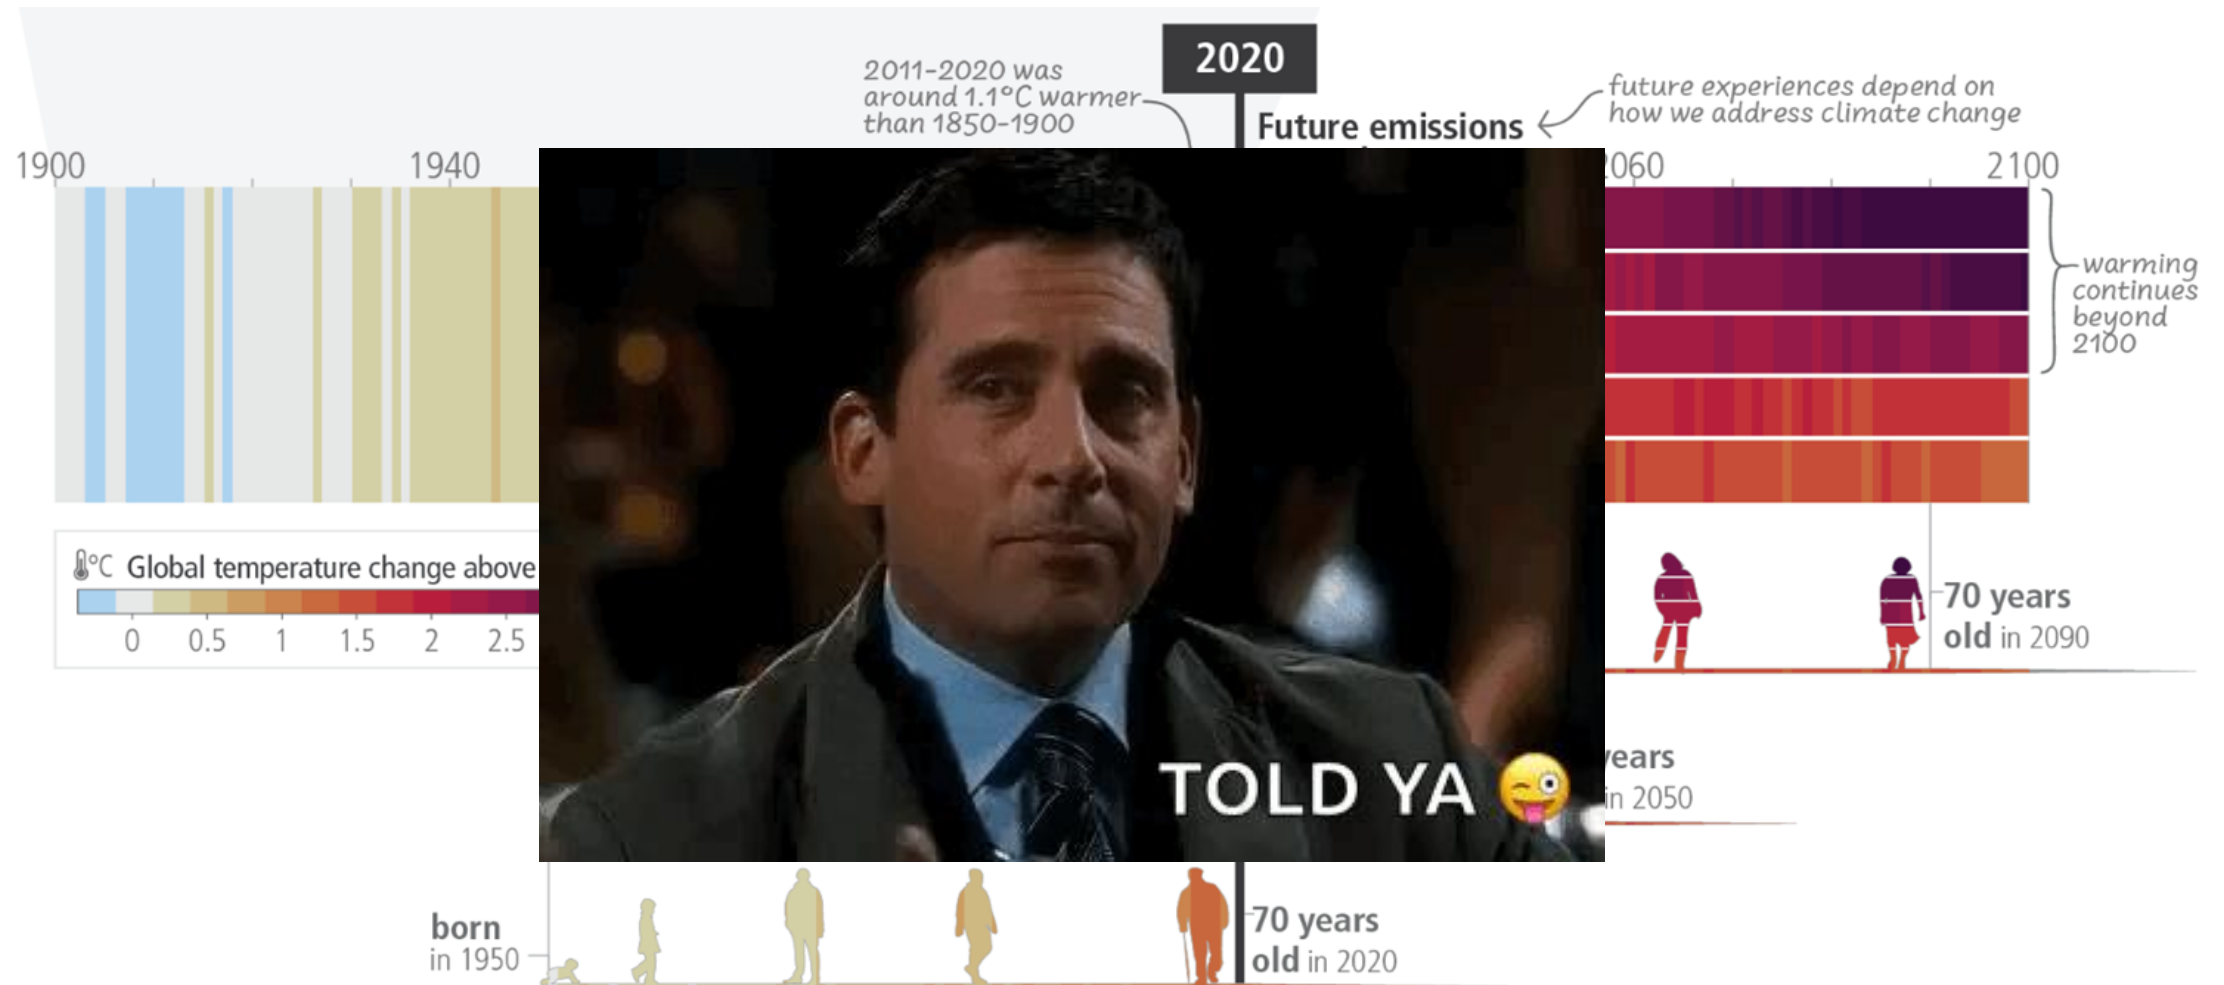 2020
2011–2020 was
around 1.1°C warmer
than 1850–1900
future experiences depend on
how we address climate change
Future emissions
1900
1940
2060
2100
warming
continues
beyond
2100
°C Global temperature change above
0 0.5 1 1.5 2 2.5
70 years
old in 2090
TOLD YA 😜
years
in 2050
born
in 1950
70 years
old in 2020